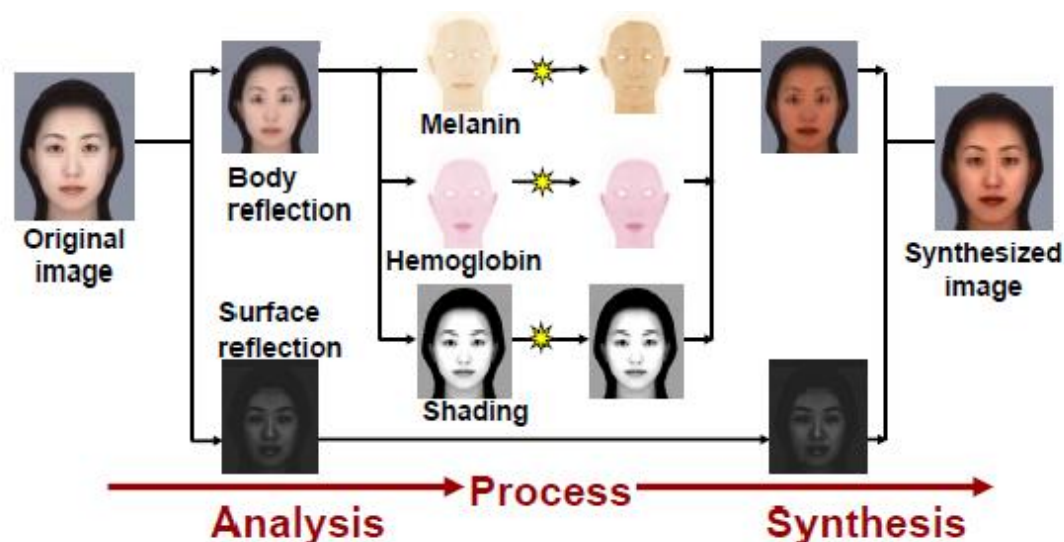 Original
image
Body
reflection
Surface
reflection
Melanin
Hemoglobin
Shading
Synthesized
image
Analysis
Process
Synthesis